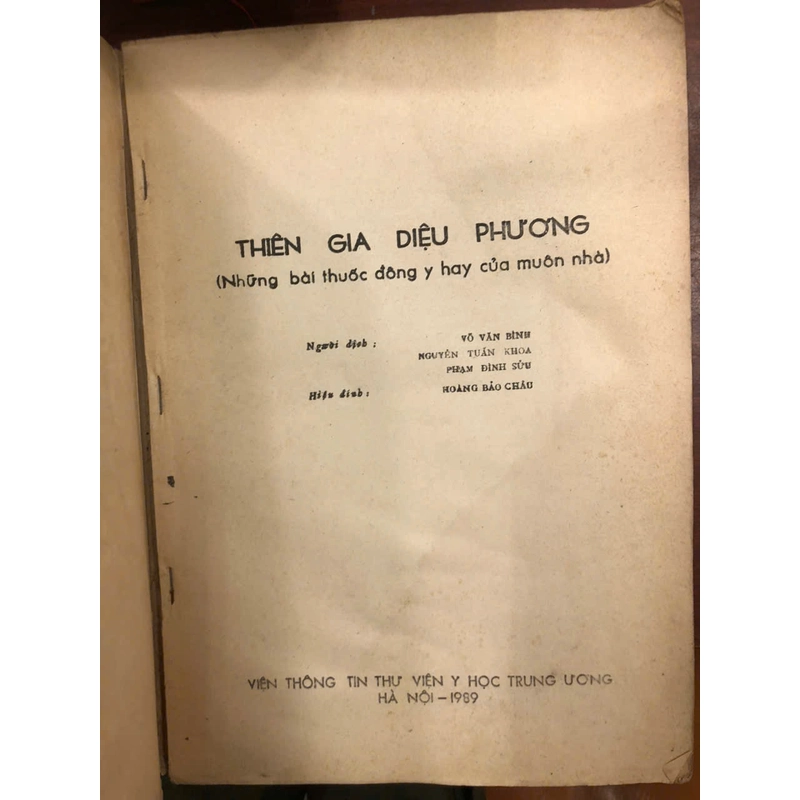 THIÊN GIA DIỆU PHƯƠNG
(Những bài thuốc đông y hay của muôn nhà)
Người dịch : VÕ VĂN BÌNH
NGUYỄN TUẤN KHOA
PHẠM ĐÌNH SỬU
Hiệu đính : HOÀNG BẢO CHÂU
VIỆN THÔNG TIN THƯ VIỆN Y HỌC TRUNG ƯƠNG
HÀ NỘI - 1989